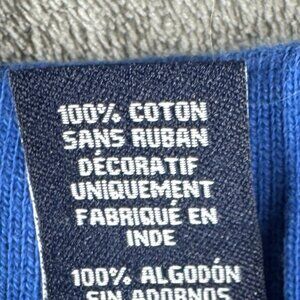 100% COTON
SANS RUBAN
DÉCORATIF
UNIQUEMENT
FABRIQUÉ EN
INDE
100% ALGODÓN
SIN ADORNOS